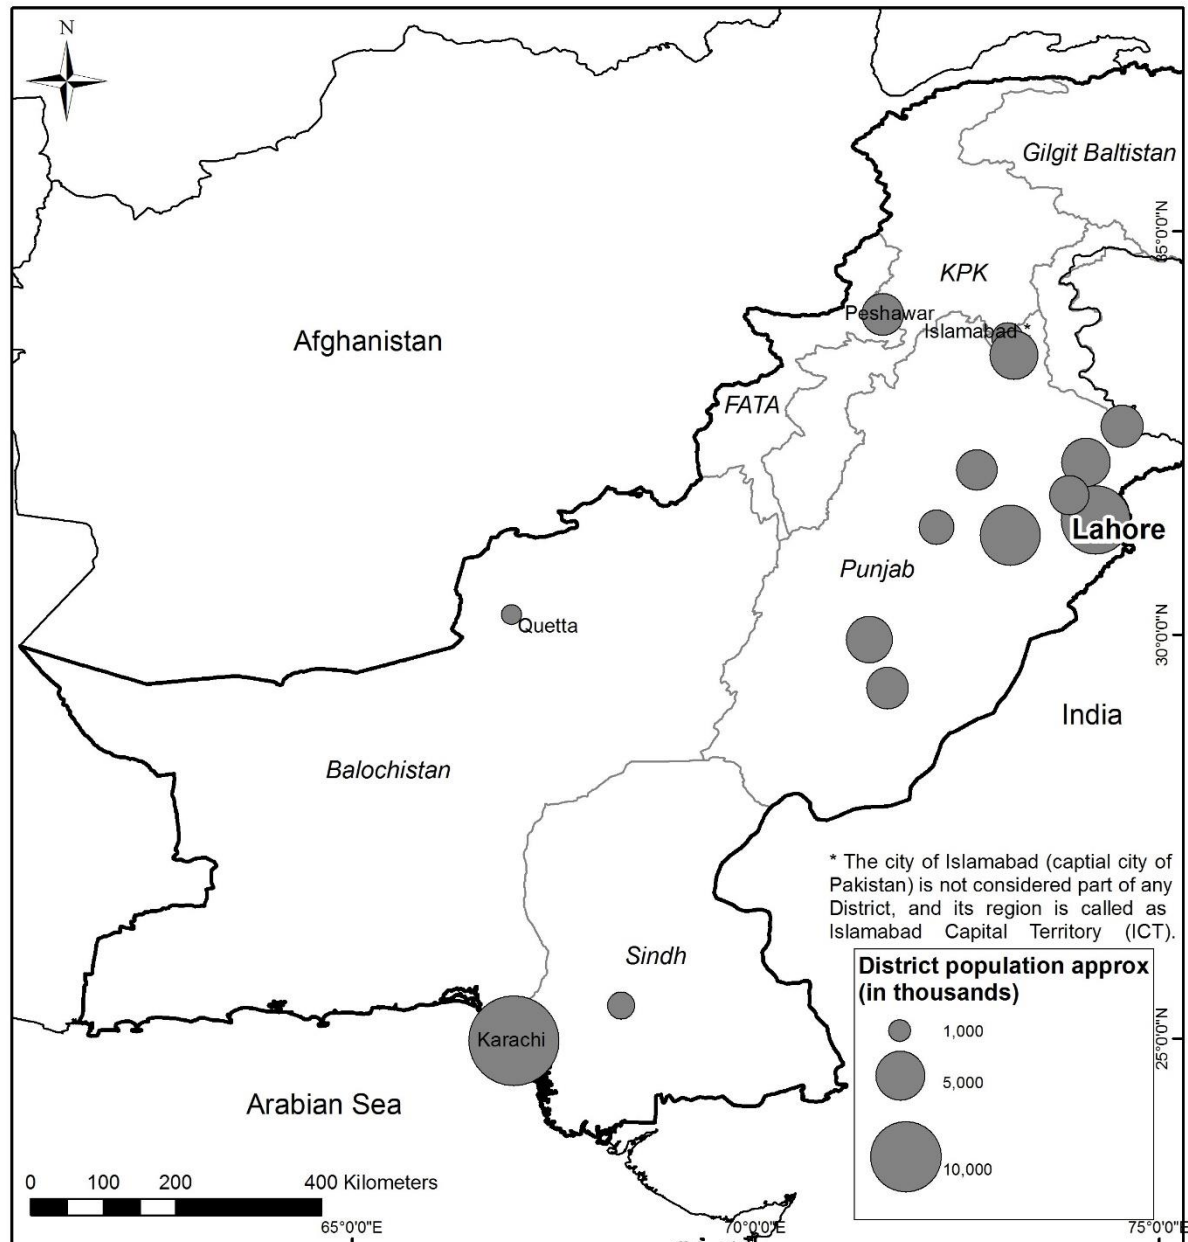 N
Gilgit Baltistan
35°0'0"N
KPK
Peshawar
Islamabad *
Afghanistan
FATA
Lahore
Punjab
Quetta
30°0'0"N
India
Balochistan
* The city of Islamabad (captial city of
Pakistan) is not considered part of any
District, and its region is called as
Islamabad Capital Territory (ICT).
Sindh
District population approx
(in thousands)
1,000
5,000
10,000
Karachi
25°0'0"N
Arabian Sea
0 100 200 400 Kilometers
65°0'0"E
70°0'0"E
75°0'0"E